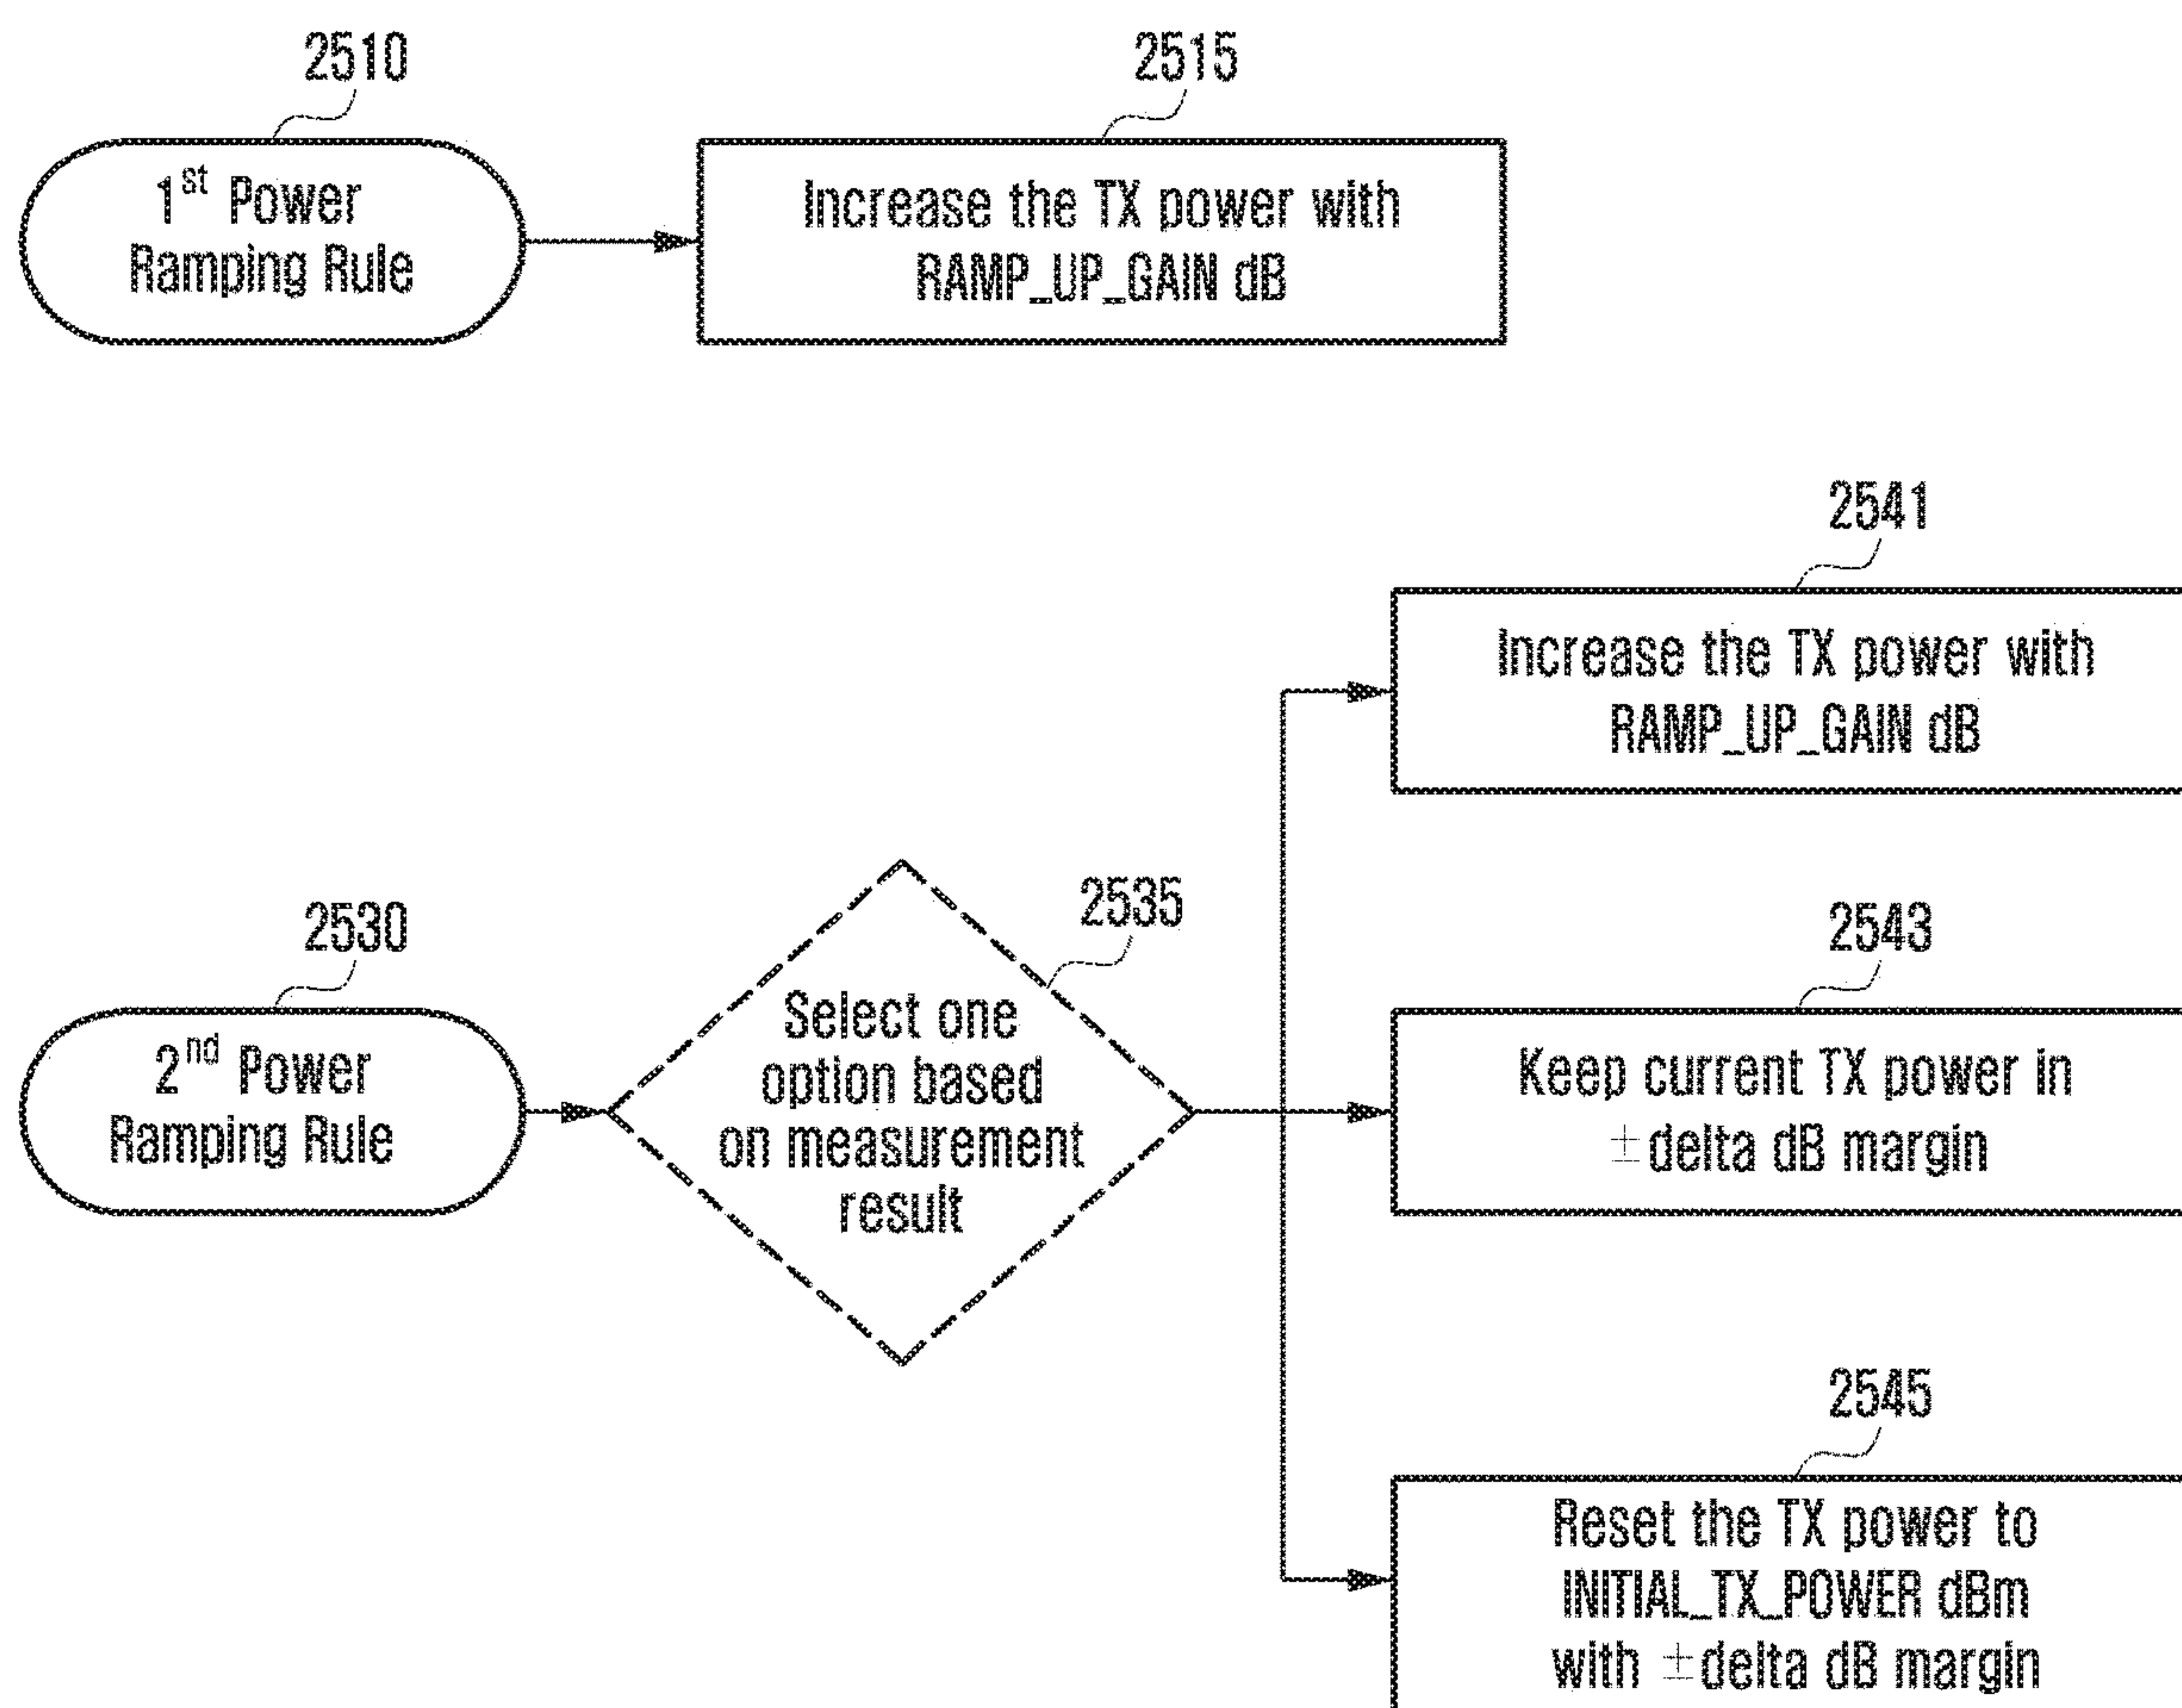 2510
1st Power
Ramping Rule
2515
Increase the TX power with
RAMP_UP_GAIN dB
2530
2nd Power
Ramping Rule
2535
Select one
option based
on measurement
result
2541
Increase the TX power with
RAMP_UP_GAIN dB
2543
Keep current TX power in
±delta dB margin
2545
Reset the TX power to
INITIAL_TX_POWER dBm
with ±delta dB margin